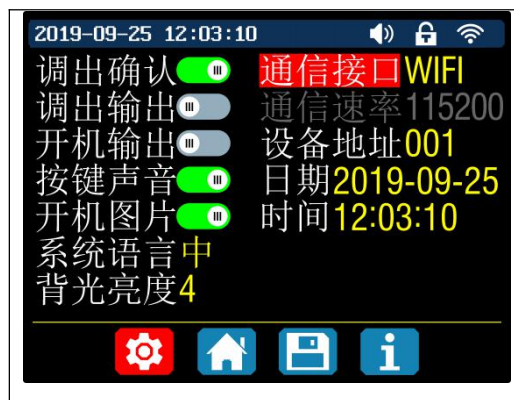 2019-09-25 12:03:10
调出确认 通信接口WIFI
调出输出 通信速率115200
开机输出 设备地址001
按键声音 日期2019-09-25
开机图片 时间12:03:10
系统语言中
背光亮度4